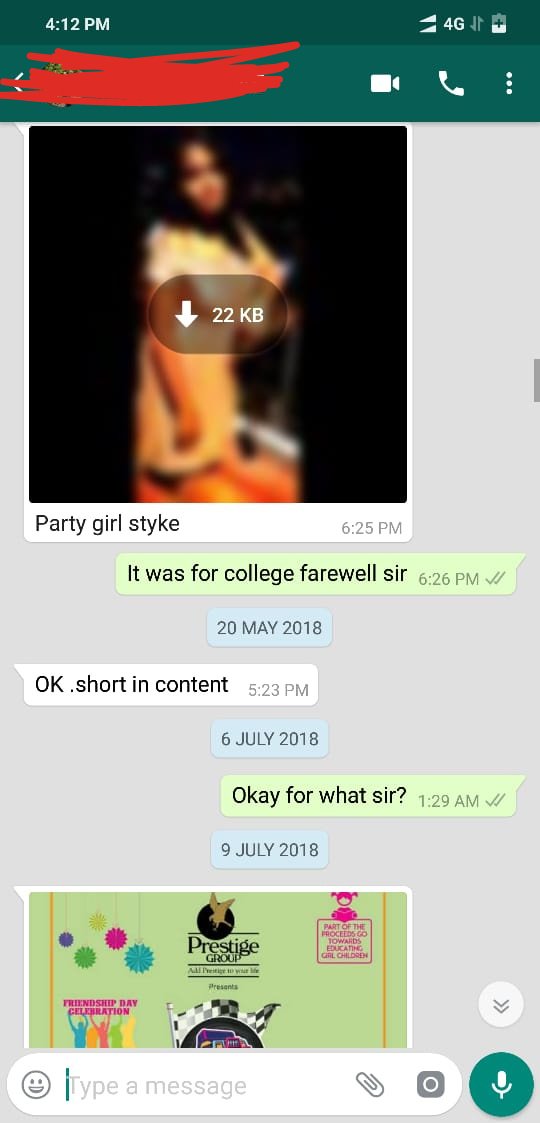 4:12 PM
4G
22 KB
Party girl styke
6:25 PM
It was for college farewell sir
6:26 PM
20 MAY 2018
OK .short in content
5:23 PM
6 JULY 2018
Okay for what sir?
1:29 AM
9 JULY 2018
Prestige
GROUP
Add Prestige to your life
Presents
PART OF THE
PROCEEDS GO
TOWARDS
EDUCATING
GIRL CHILDREN
FRIENDSHIP DAY
CELEBRATION
Type a message